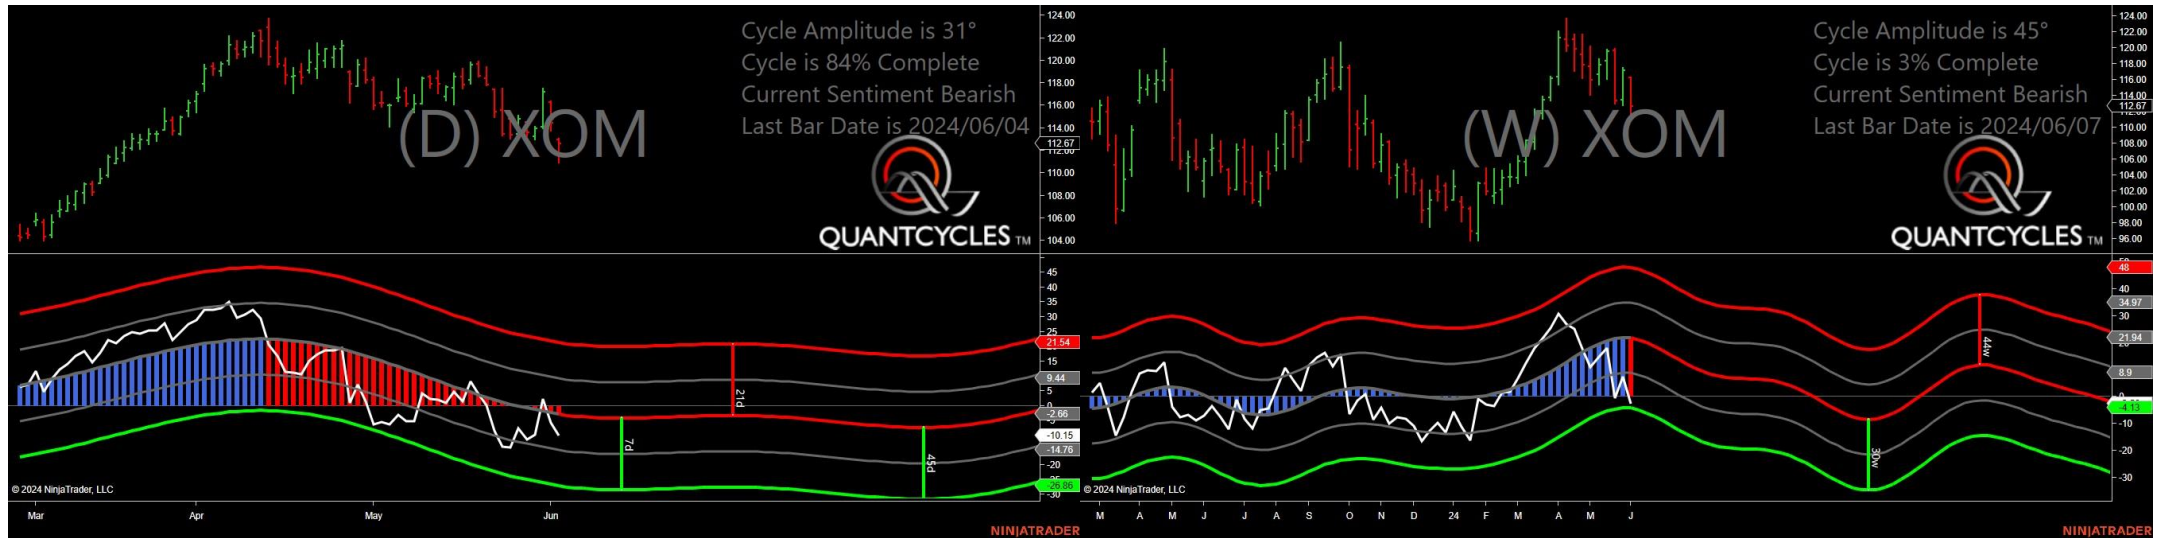 Cycle Amplitude is 31°
Cycle is 84% Complete
Current Sentiment Bearish
Last Bar Date is 2024/06/04
(D) XOM
QUANTCYCLES TM
124.00
122.00
120.00
118.00
116.00
114.00
112.67
112.00
110.00
108.00
106.00
104.00
45
40
35
30
25
21.54
15
9.44
5
0
-2.66
-5
-10.15
-14.76
-20
-26.86
-30
21d
7d
45d
© 2024 NinjaTrader, LLC
Mar Apr May Jun
NINJATRADER
Cycle Amplitude is 45°
Cycle is 3% Complete
Current Sentiment Bearish
Last Bar Date is 2024/06/07
(W) XOM
QUANTCYCLES TM
124.00
122.00
120.00
118.00
116.00
114.00
112.67
110.00
108.00
106.00
104.00
102.00
100.00
98.00
96.00
48
40
34.97
30
21.94
8.9
-4.13
-10
-20
-30
44w
30w
© 2024 NinjaTrader, LLC
M A M J J A S O N D 24 F M A M J
NINJATRADER